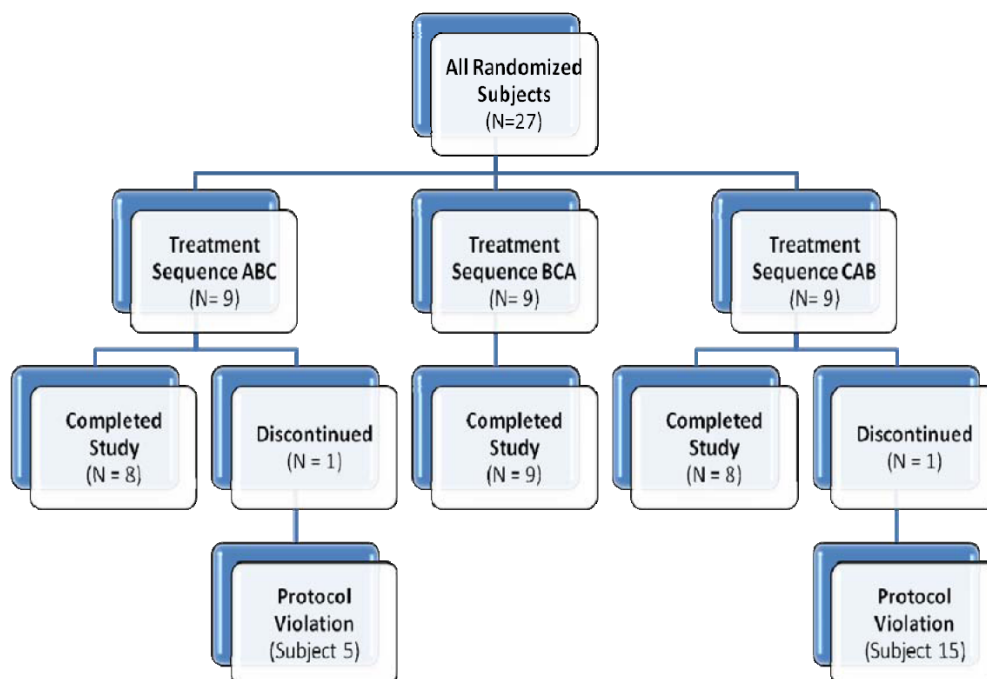 All Randomized
Subjects
(N=27)
Treatment
Sequence ABC
(N= 9)
Treatment
Sequence BCA
(N= 9)
Treatment
Sequence CAB
(N= 9)
Completed
Study
(N = 8)
Discontinued
(N = 1)
Completed
Study
(N = 9)
Completed
Study
(N = 8)
Discontinued
(N = 1)
Protocol
Violation
(Subject 5)
Protocol
Violation
(Subject 15)